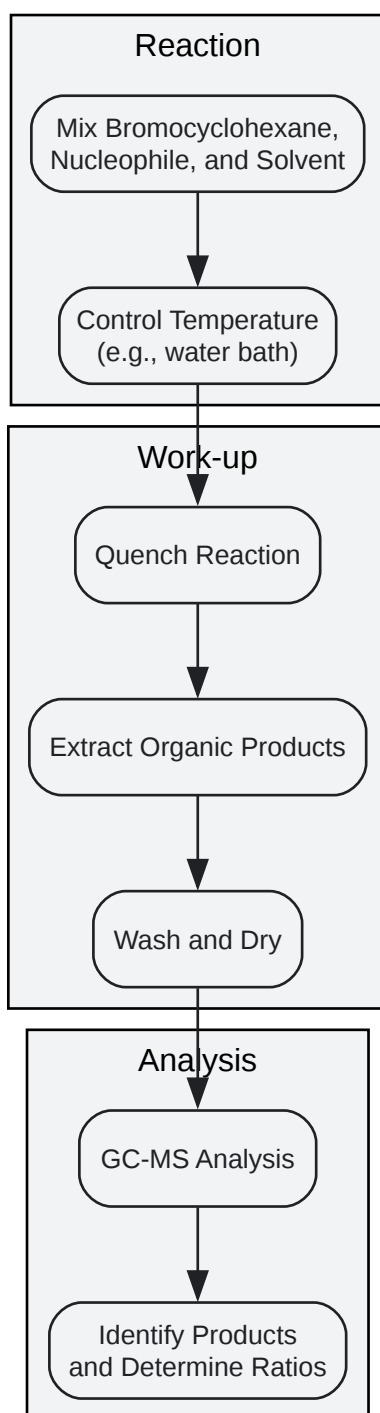 Reaction
Mix Bromocyclohexane,
Nucleophile, and Solvent
Control Temperature
(e.g., water bath)
Work-up
Quench Reaction
Extract Organic Products
Wash and Dry
Analysis
GC-MS Analysis
Identify Products
and Determine Ratios